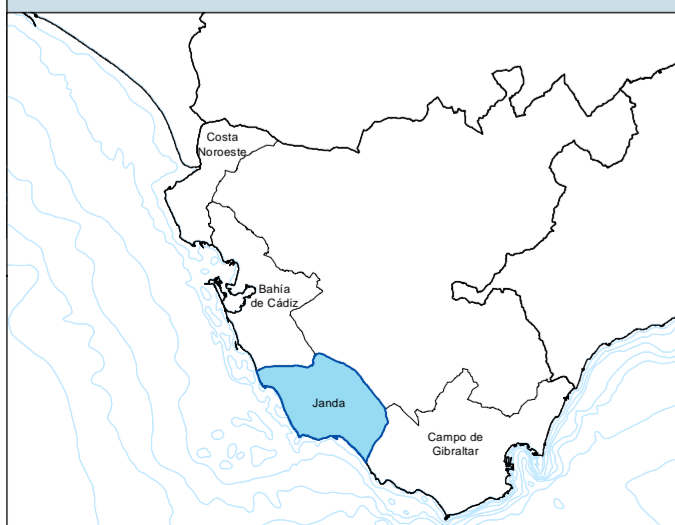 Costa
Noroeste
Bahía
de Cádiz
Janda
Campo de
Gibraltar